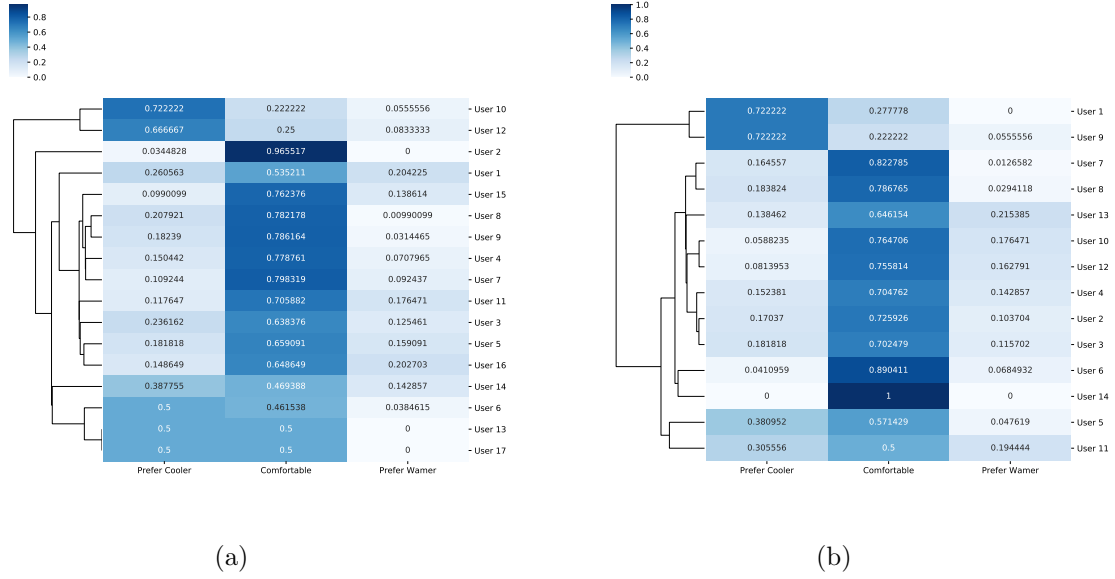 0.8
0.6
0.4
0.2
0.0
0.722222 0.222222 0.0555556 User 10
0.666667 0.25 0.0833333 User 12
0.0344828 0.965517 0 User 2
0.260563 0.535211 0.204225 User 1
0.0990099 0.762376 0.138614 User 15
0.207921 0.782178 0.00990099 User 8
0.18239 0.786164 0.0314465 User 9
0.150442 0.778761 0.0707965 User 4
0.109244 0.798319 0.092437 User 7
0.117647 0.705882 0.176471 User 11
0.236162 0.638376 0.125461 User 3
0.181818 0.659091 0.159091 User 5
0.148649 0.648649 0.202703 User 16
0.387755 0.469388 0.142857 User 14
0.5 0.461538 0.0384615 User 6
0.5 0.5 0 User 13
0.5 0.5 0 User 17
Prefer Cooler Comfortable Prefer Wamer
(a)
1.0
0.8
0.6
0.4
0.2
0.0
0.722222 0.277778 0 User 1
0.722222 0.222222 0.0555556 User 9
0.164557 0.822785 0.0126582 User 7
0.183824 0.786765 0.0294118 User 8
0.138462 0.646154 0.215385 User 13
0.0588235 0.764706 0.176471 User 10
0.0813953 0.755814 0.162791 User 12
0.152381 0.704762 0.142857 User 4
0.17037 0.725926 0.103704 User 2
0.181818 0.702479 0.115702 User 3
0.0410959 0.890411 0.0684932 User 6
0 1 0 User 14
0.380952 0.571429 0.047619 User 5
0.305556 0.5 0.194444 User 11
Prefer Cooler Comfortable Prefer Wamer
(b)